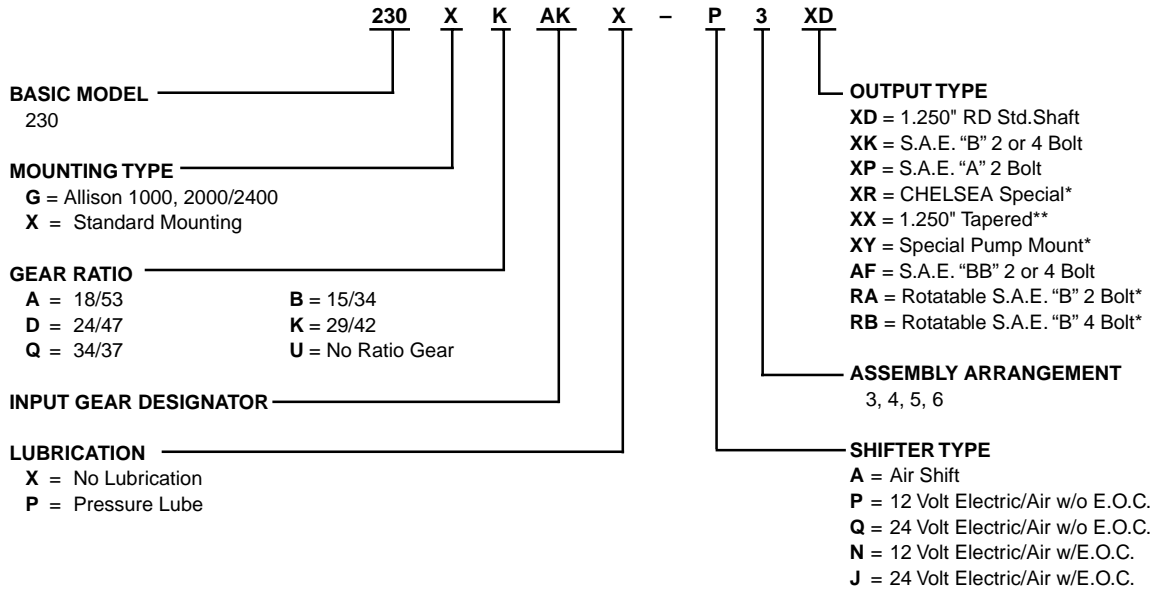 230 X K AK X – P 3 XD
BASIC MODEL
230
MOUNTING TYPE
G = Allison 1000, 2000/2400
X = Standard Mounting
GEAR RATIO
A = 18/53 B = 15/34
D = 24/47 K = 29/42
Q = 34/37 U = No Ratio Gear
INPUT GEAR DESIGNATOR
LUBRICATION
X = No Lubrication
P = Pressure Lube
OUTPUT TYPE
XD = 1.250" RD Std.Shaft
XK = S.A.E. “B” 2 or 4 Bolt
XP = S.A.E. “A” 2 Bolt
XR = CHELSEA Special*
XX = 1.250" Tapered**
XY = Special Pump Mount*
AF = S.A.E. “BB” 2 or 4 Bolt
RA = Rotatable S.A.E. “B” 2 Bolt*
RB = Rotatable S.A.E. “B” 4 Bolt*
ASSEMBLY ARRANGEMENT
3, 4, 5, 6
SHIFTER TYPE
A = Air Shift
P = 12 Volt Electric/Air w/o E.O.C.
Q = 24 Volt Electric/Air w/o E.O.C.
N = 12 Volt Electric/Air w/E.O.C.
J = 24 Volt Electric/Air w/E.O.C.